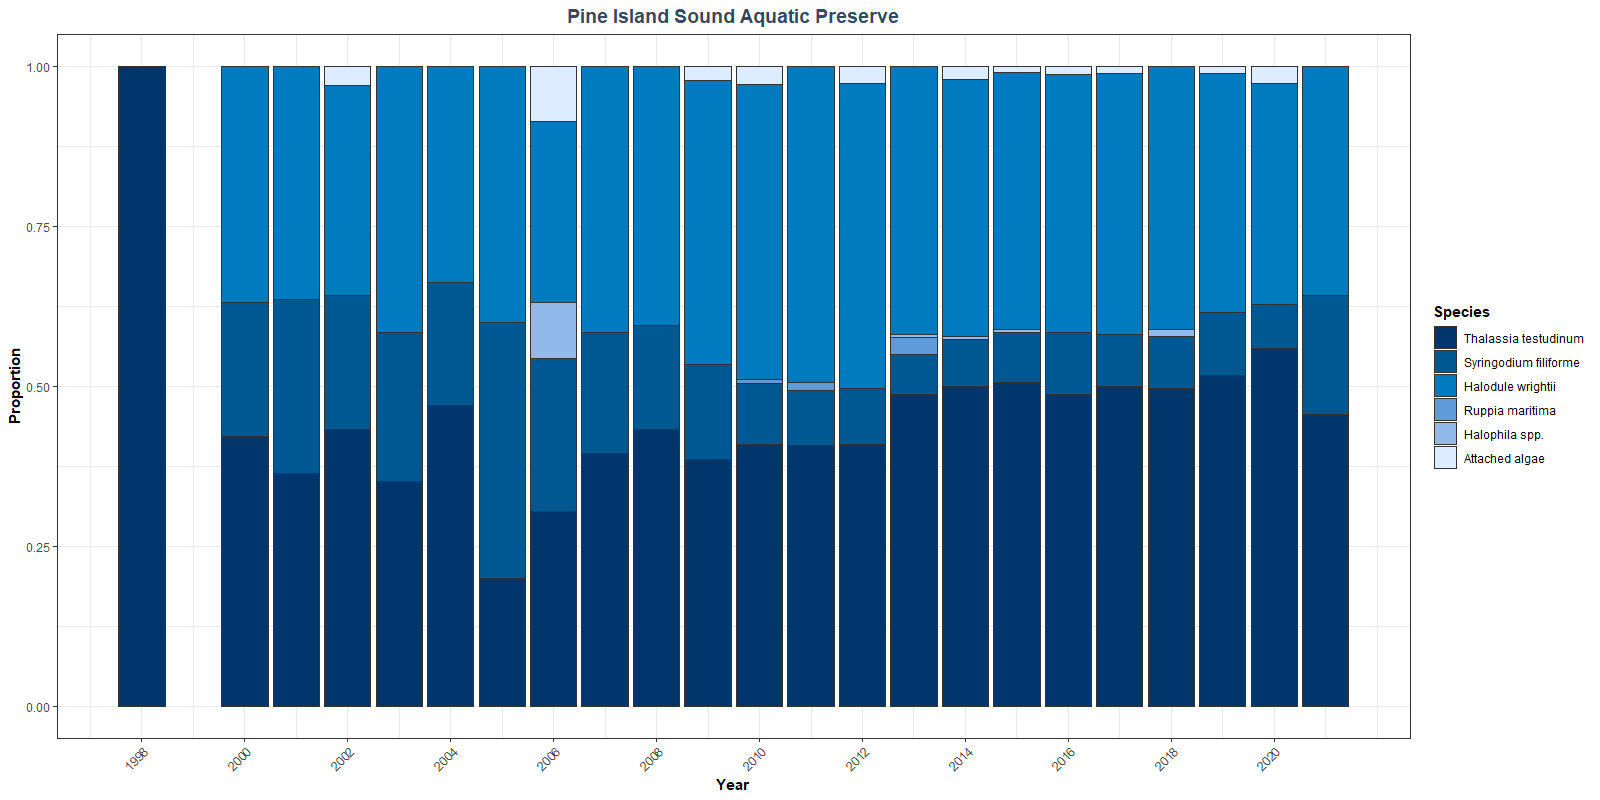 Pine Island Sound Aquatic Preserve
1.00
0.75
0.50
0.25
0.00
Proportion
1998
2000
2002
2004
2006
2008
2010
2012
2014
2016
2018
2020
Year
Species
Thalassia testudinum
Syringodium filiforme
Halodule wrightii
Ruppia maritima
Halophila spp.
Attached algae